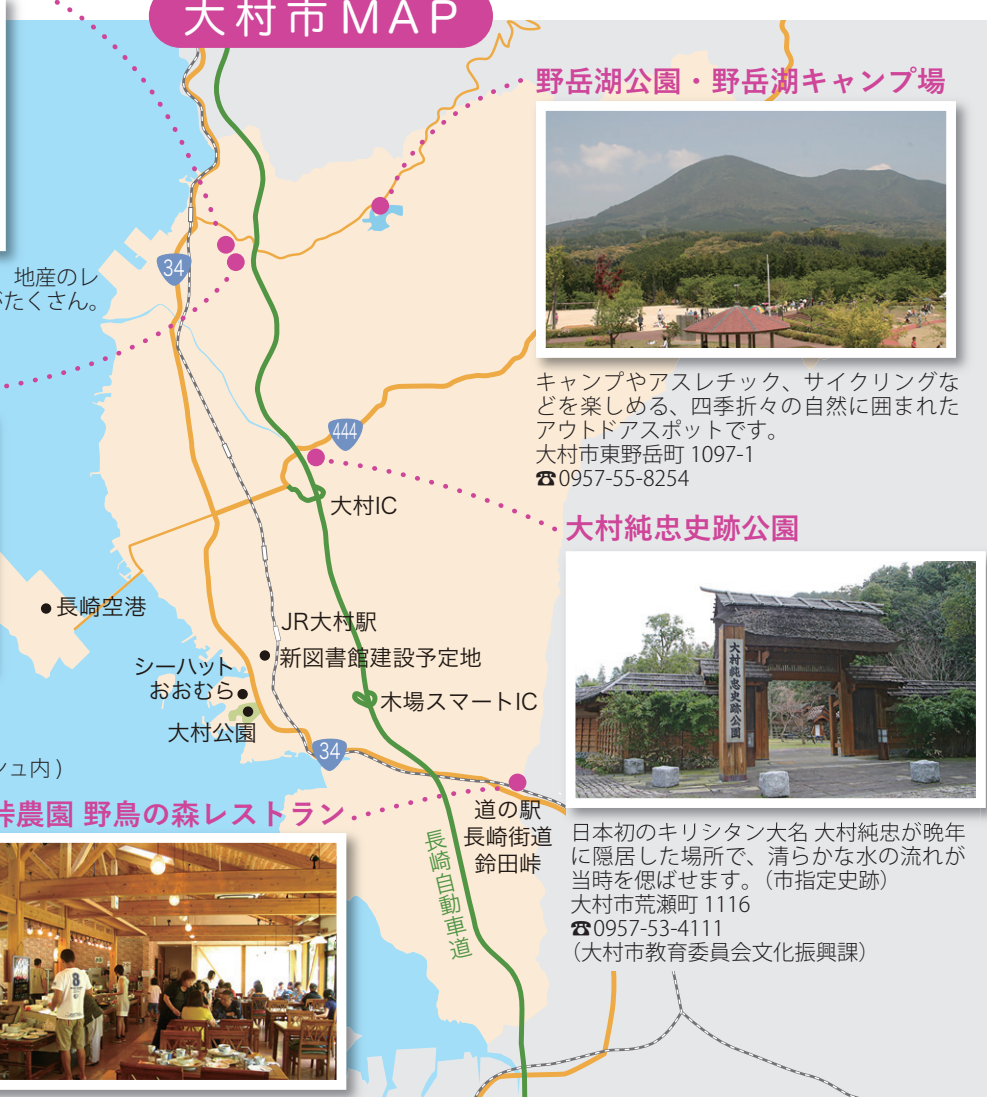 大村市MAP
野岳湖公園・野岳湖キャンプ場
キャンプやアスレチック、サイクリングな
どを楽しめる、四季折々の自然に囲まれた
アウトドアスポットです。
大村市東野岳町 1097-1
☎0957-55-8254
地産のレ
がたくさん。
34
444
大村IC
大村純忠史跡公園
大村純忠史跡公園
日本初のキリシタン大名 大村純忠が晩年
に隠居した場所で、清らかな水の流れが
当時を偲ばせます。（市指定史跡）
大村市荒瀬町 1116
☎0957-53-4111
（大村市教育委員会文化振興課）
長崎空港
JR大村駅
新図書館建設予定地
シーハット
おおむら
大村公園
木場スマートIC
34
シュ内)
峠農園 野鳥の森レストラン
道の駅
長崎街道
鈴田峠
長崎自動車道
8